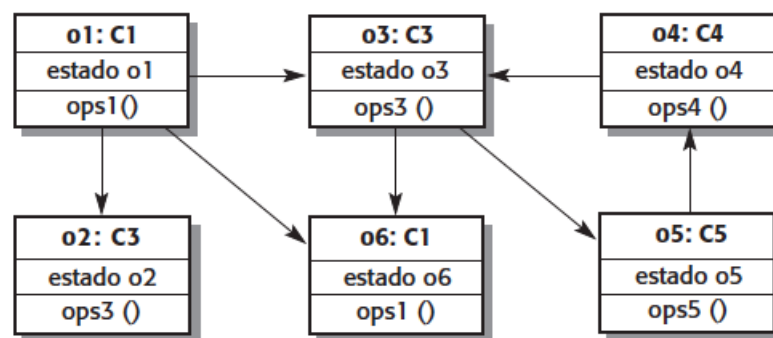 o1: C1
estado o1
ops1()
o3: C3
estado o3
ops3 ()
o4: C4
estado o4
ops4 ()
o2: C3
estado o2
ops3 ()
o6: C1
estado o6
ops1 ()
o5: C5
estado o5
ops5 ()